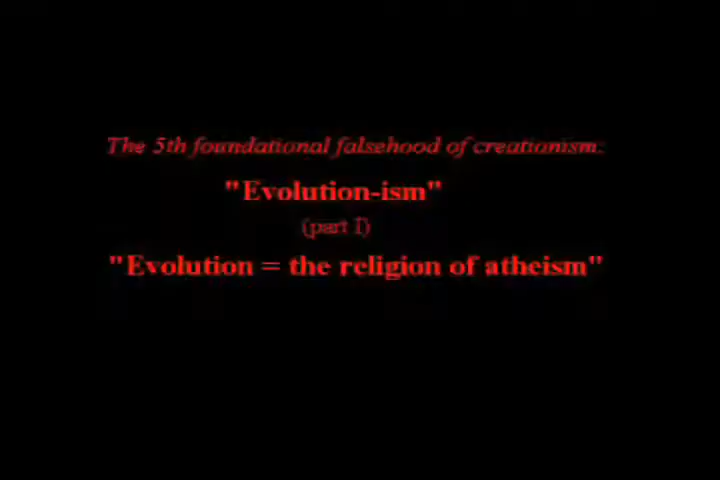 The 5th foundational falsehood of creationism:
"Evolution-ism"
(part I)
"Evolution = the religion of atheism"